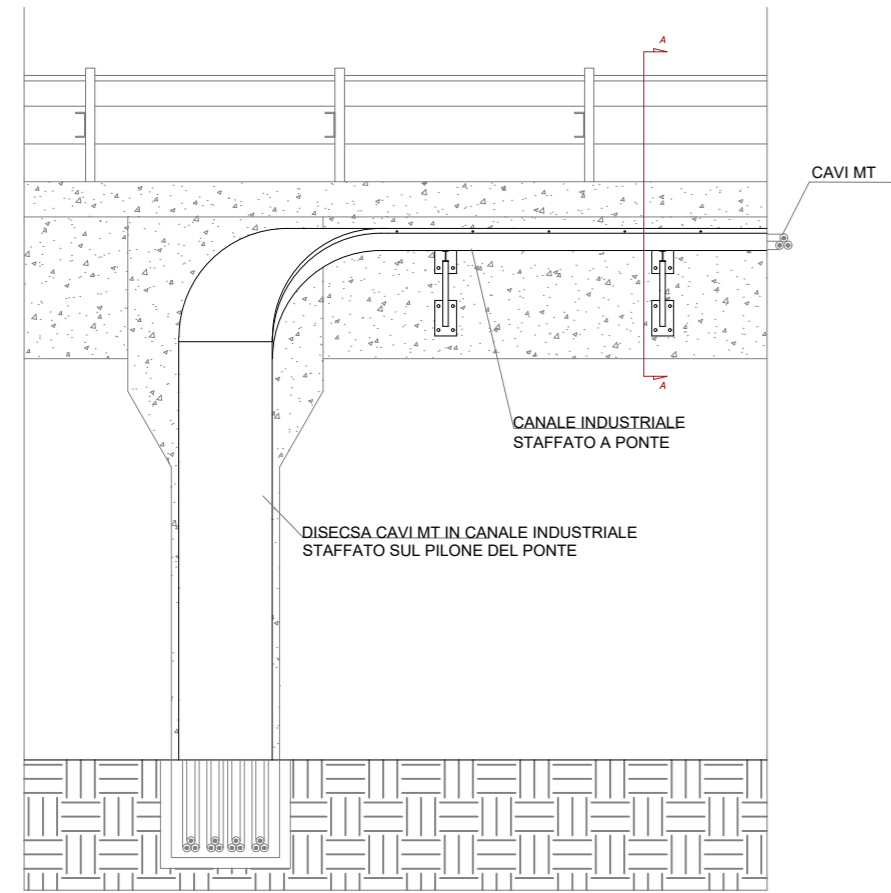 A
CAVI MT
A
CANALE INDUSTRIALE
STAFFATO A PONTE
DISECSA CAVI MT IN CANALE INDUSTRIALE
STAFFATO SUL PILONE DEL PONTE